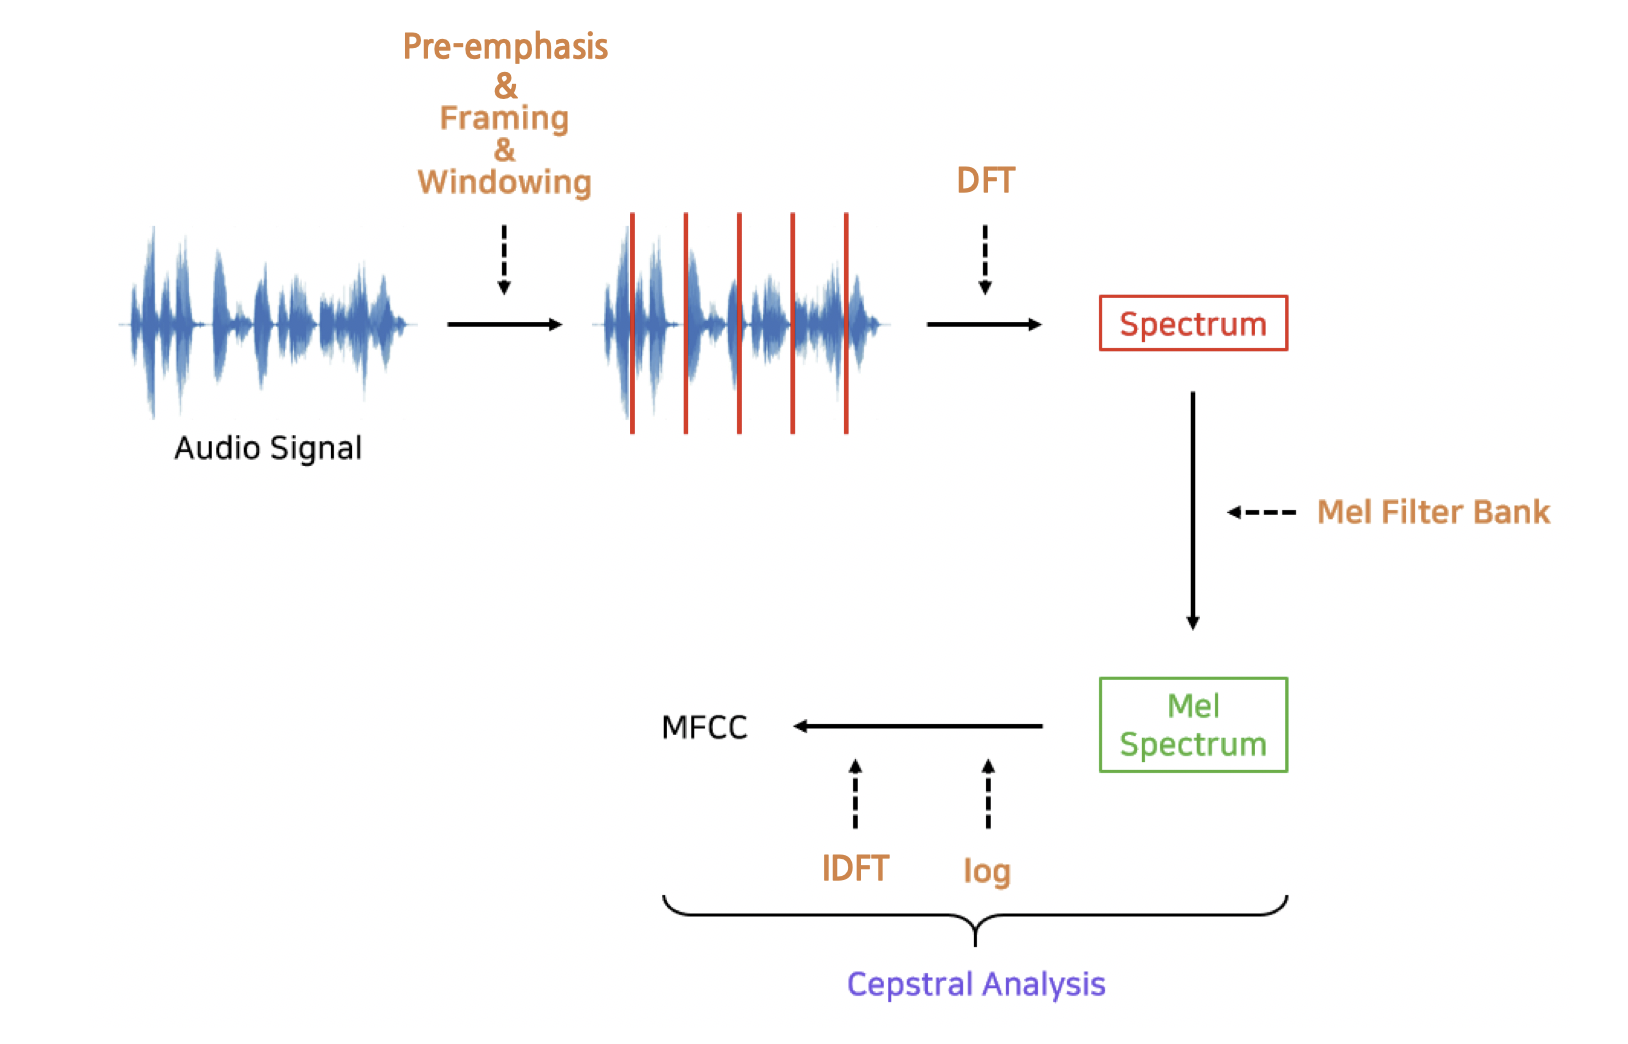 Pre-emphasis
&
Framing
&
Windowing
DFT
Audio Signal
Spectrum
Mel Filter Bank
Mel
Spectrum
MFCC
IDFT
log
Cepstral Analysis